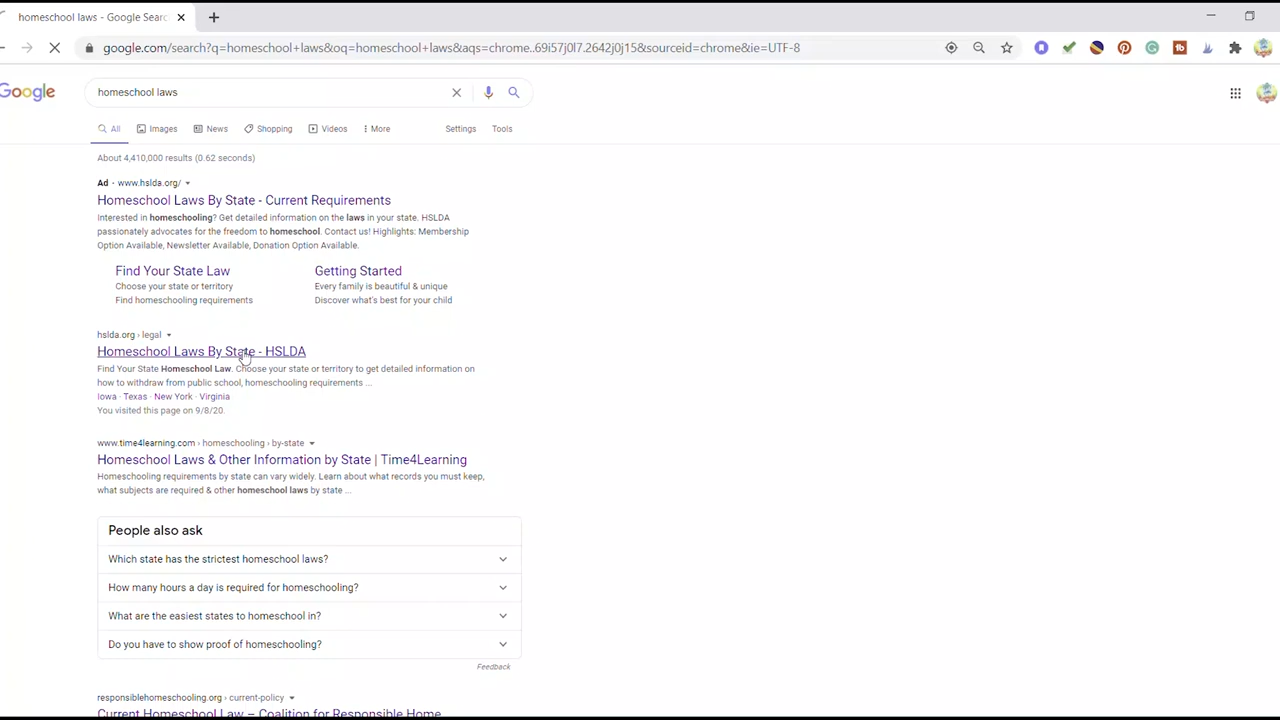 homeschool laws - Google Searc
google.com/search?q=homeschool+laws&oq=homeschool+laws&aqs=chrome..69i57j0l7.2642j0j15&sourceid=chrome&ie=UTF-8
Google
homeschool laws
All Images News Shopping Videos More Settings Tools
About 4,410,000 results (0.62 seconds)
Ad · www.hslda.org/
Homeschool Laws By State - Current Requirements
Interested in homeschooling? Get detailed information on the laws in your state. HSLDA
passionately advocates for the freedom to homeschool. Contact us! Highlights: Membership
Option Available, Newsletter Available, Donation Option Available.
Find Your State Law
Choose your state or territory
Find homeschooling requirements
Getting Started
Every family is beautiful & unique
Discover what's best for your child
hslda.org › legal
Homeschool Laws By State - HSLDA
Find Your State Homeschool Law. Choose your state or territory to get detailed information on
how to withdraw from public school, homeschooling requirements ...
Iowa · Texas · New York · Virginia
You visited this page on 9/8/20.
www.time4learning.com › homeschooling › by-state
Homeschool Laws & Other Information by State | Time4Learning
Homeschooling requirements by state can vary widely. Learn about what records you must keep,
what subjects are required & other homeschool laws by state ...
People also ask
Which state has the strictest homeschool laws?
How many hours a day is required for homeschooling?
What are the easiest states to homeschool in?
Do you have to show proof of homeschooling?
Feedback
responsiblehomeschooling.org › current-policy
Current Homeschool Law – Coalition for Responsible Home